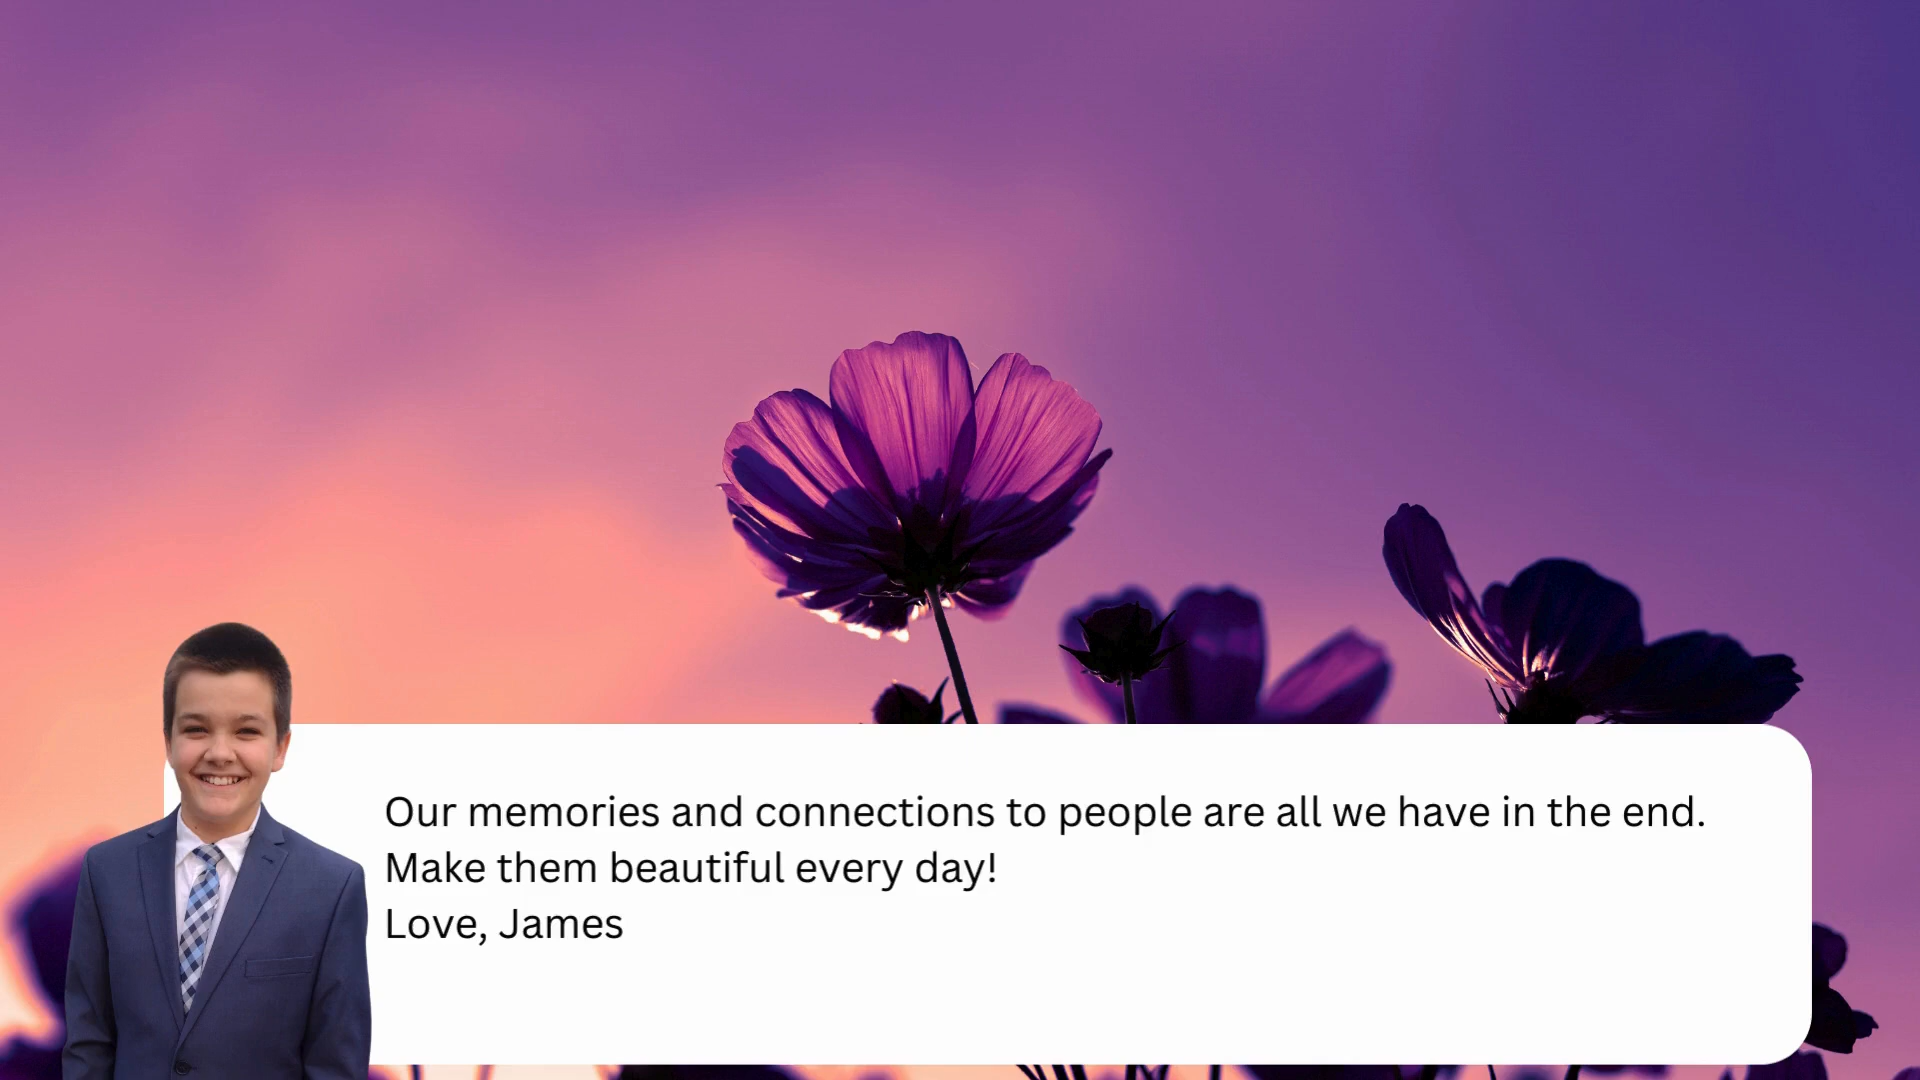 Our memories and connections to people are all we have in the end.
Make them beautiful every day!
Love, James